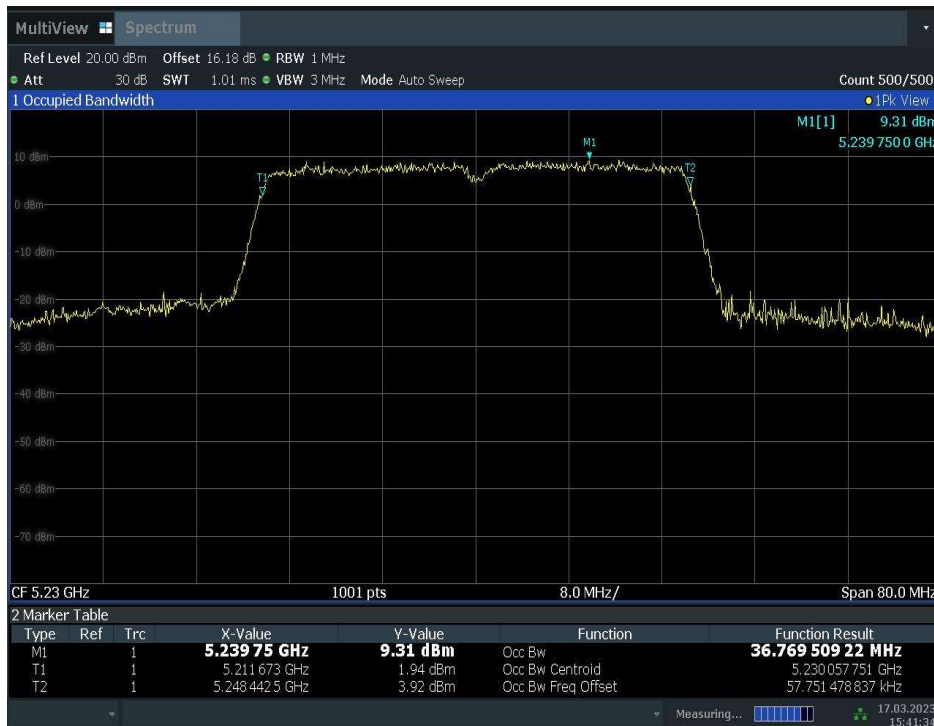 MultiView Spectrum
Ref Level 20.00 dBm Offset 16.18 dB RBW 1 MHz
Att 30 dB SWT 1.01 ms VBW 3 MHz Mode Auto Sweep Count 500/500
1 Occupied Bandwidth 1Pk View
M1[1] 9.31 dBm
5.239 750 0 GHz
M1
10 dBm
T1
T2
0 dBm
-10 dBm
-20 dBm
-30 dBm
-40 dBm
-50 dBm
-60 dBm
-70 dBm
CF 5.23 GHz 1001 pts 8.0 MHz/ Span 80.0 MHz
2 Marker Table
Type Ref Trc X-Value Y-Value Function Function Result
M1 1 5.239 75 GHz 9.31 dBm Occ Bw 36.769 509 22 MHz
T1 1 5.211 673 GHz 1.94 dBm Occ Bw Centroid 5.230 057 751 GHz
T2 1 5.248 442 5 GHz 3.92 dBm Occ Bw Freq Offset 57.751 478 837 kHz
Measuring... 17.03.2023
15:41:34